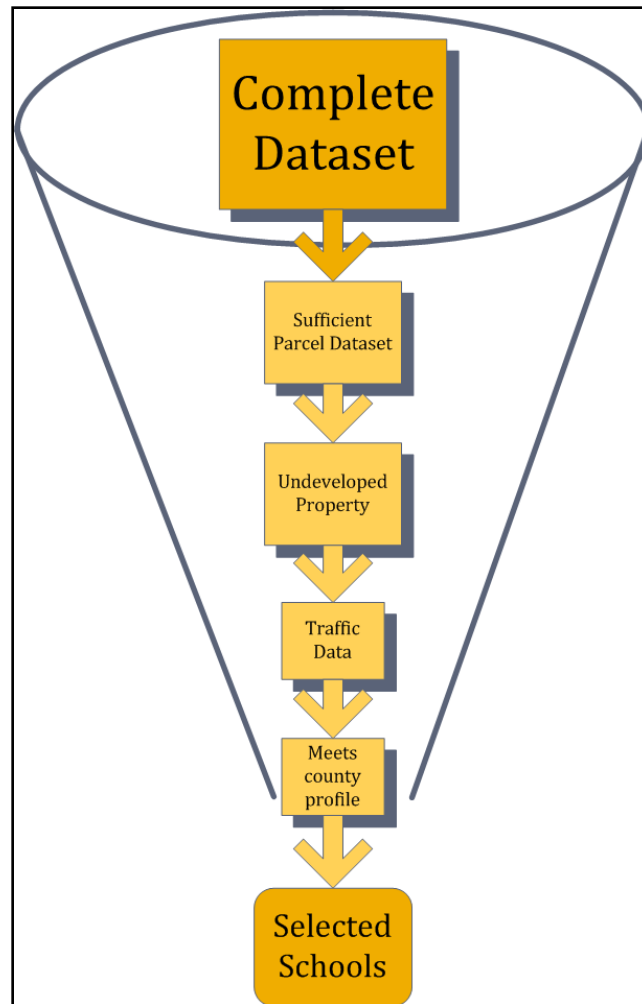 Complete
Dataset
Sufficient
Parcel Dataset
Undeveloped
Property
Traffic
Data
Meets
county
profile
Selected
Schools